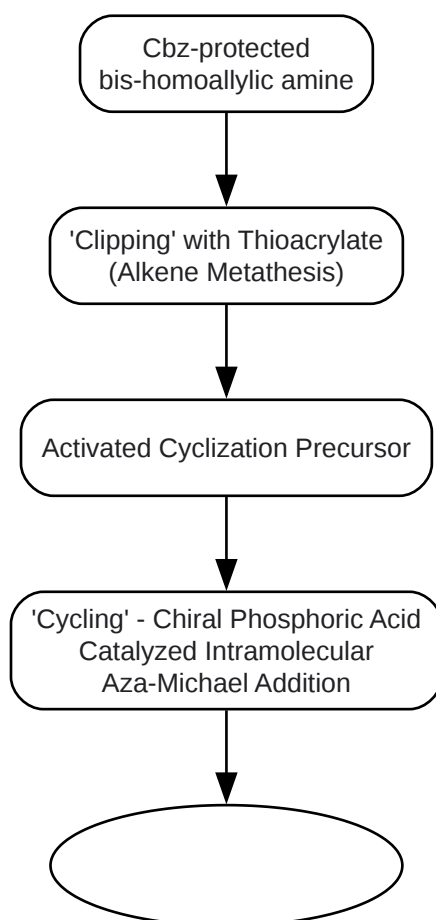 Cbz-protected
bis-homoallylic amine
'Clipping' with Thioacrylate
(Alkene Metathesis)
Activated Cyclization Precursor
'Cycling' - Chiral Phosphoric Acid
Catalyzed Intramolecular
Aza-Michael Addition